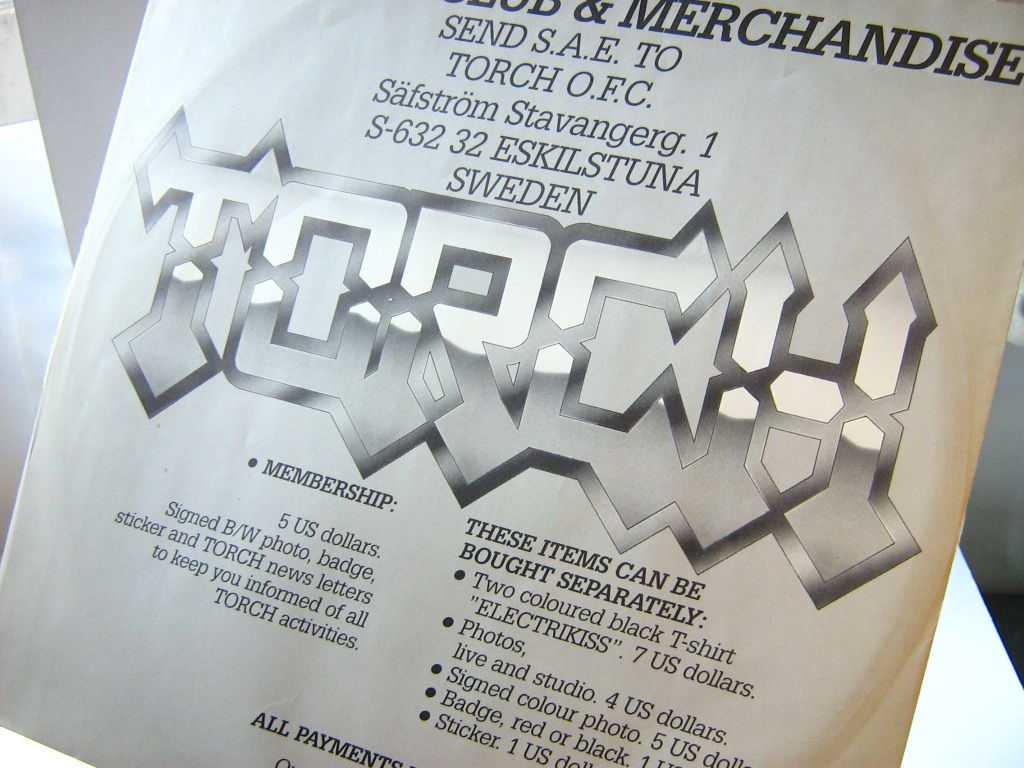 CLUB & MERCHANDISE
SEND S.A.E. TO
TORCH O.F.C.
Säfström Stavangerg. 1
S-632 32 ESKILSTUNA
SWEDEN
TORCH
• MEMBERSHIP:
5 US dollars.
Signed B/W photo, badge,
sticker and TORCH news letters
to keep you informed of all
TORCH activities.
THESE ITEMS CAN BE
BOUGHT SEPARATELY:
• Two coloured black T-shirt
"ELECTRIKISS". 7 US dollars.
• Photos,
live and studio. 4 US dollars.
• Signed colour photo. 5 US dollars.
• Badge, red or black. 1 US
• Sticker. 1 US
ALL PAYMENTS